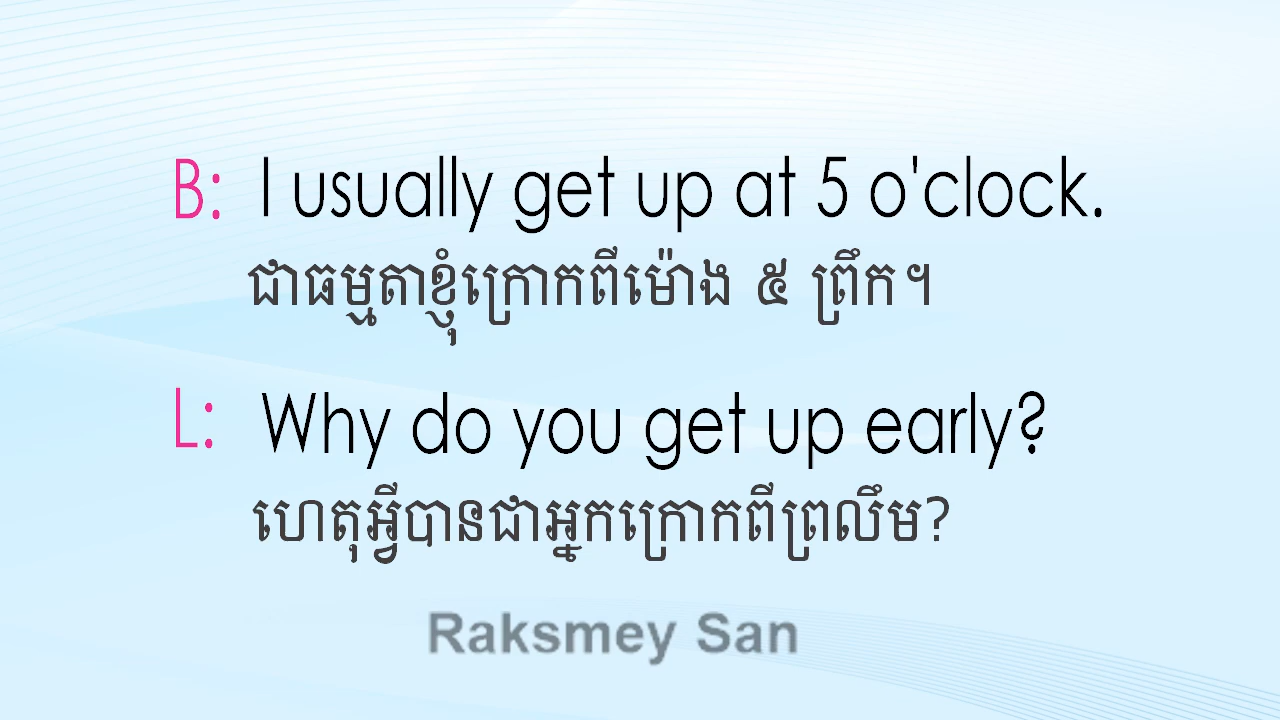 B: I usually get up at 5 o'clock.
ជាធម្មតាខ្ញុំក្រោកពីម៉ោង ៥ ព្រឹក។
L: Why do you get up early?
ហេតុអ្វីបានជាអ្នកក្រោកពីព្រលឹម?
Raksmey San